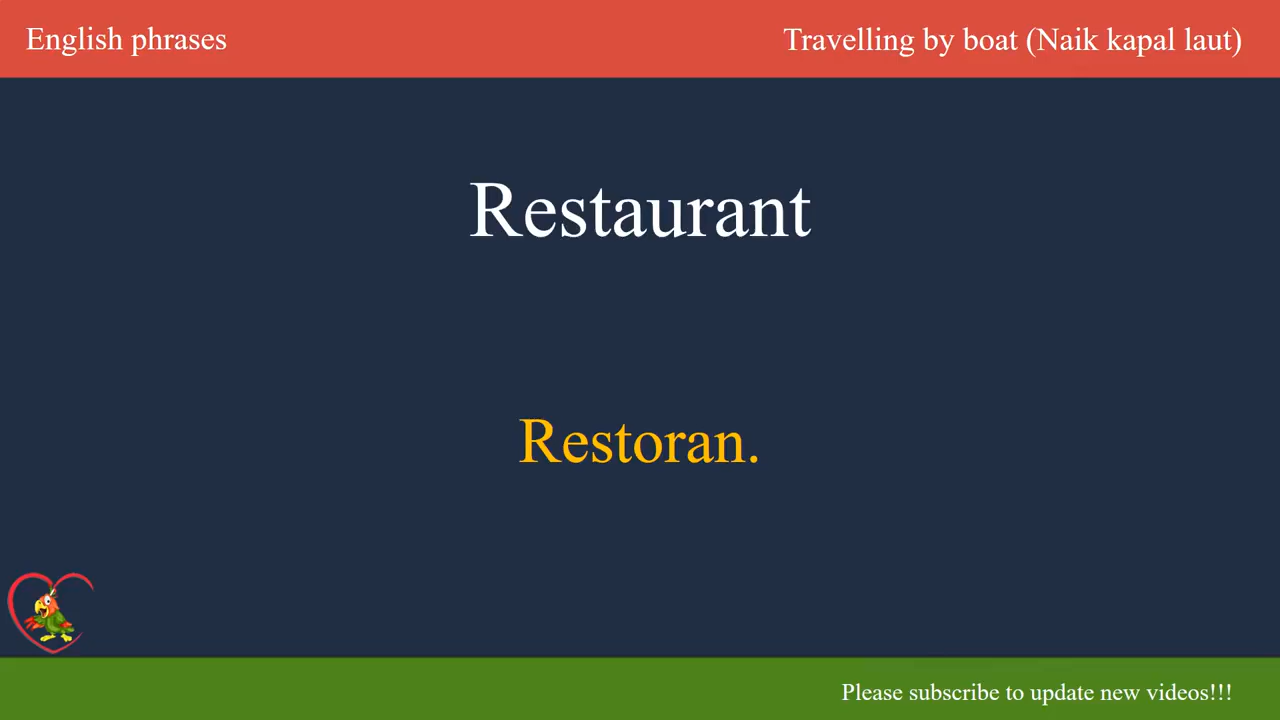 English phrases
Travelling by boat (Naik kapal laut)
Restaurant
Restoran.
Please subscribe to update new videos!!!